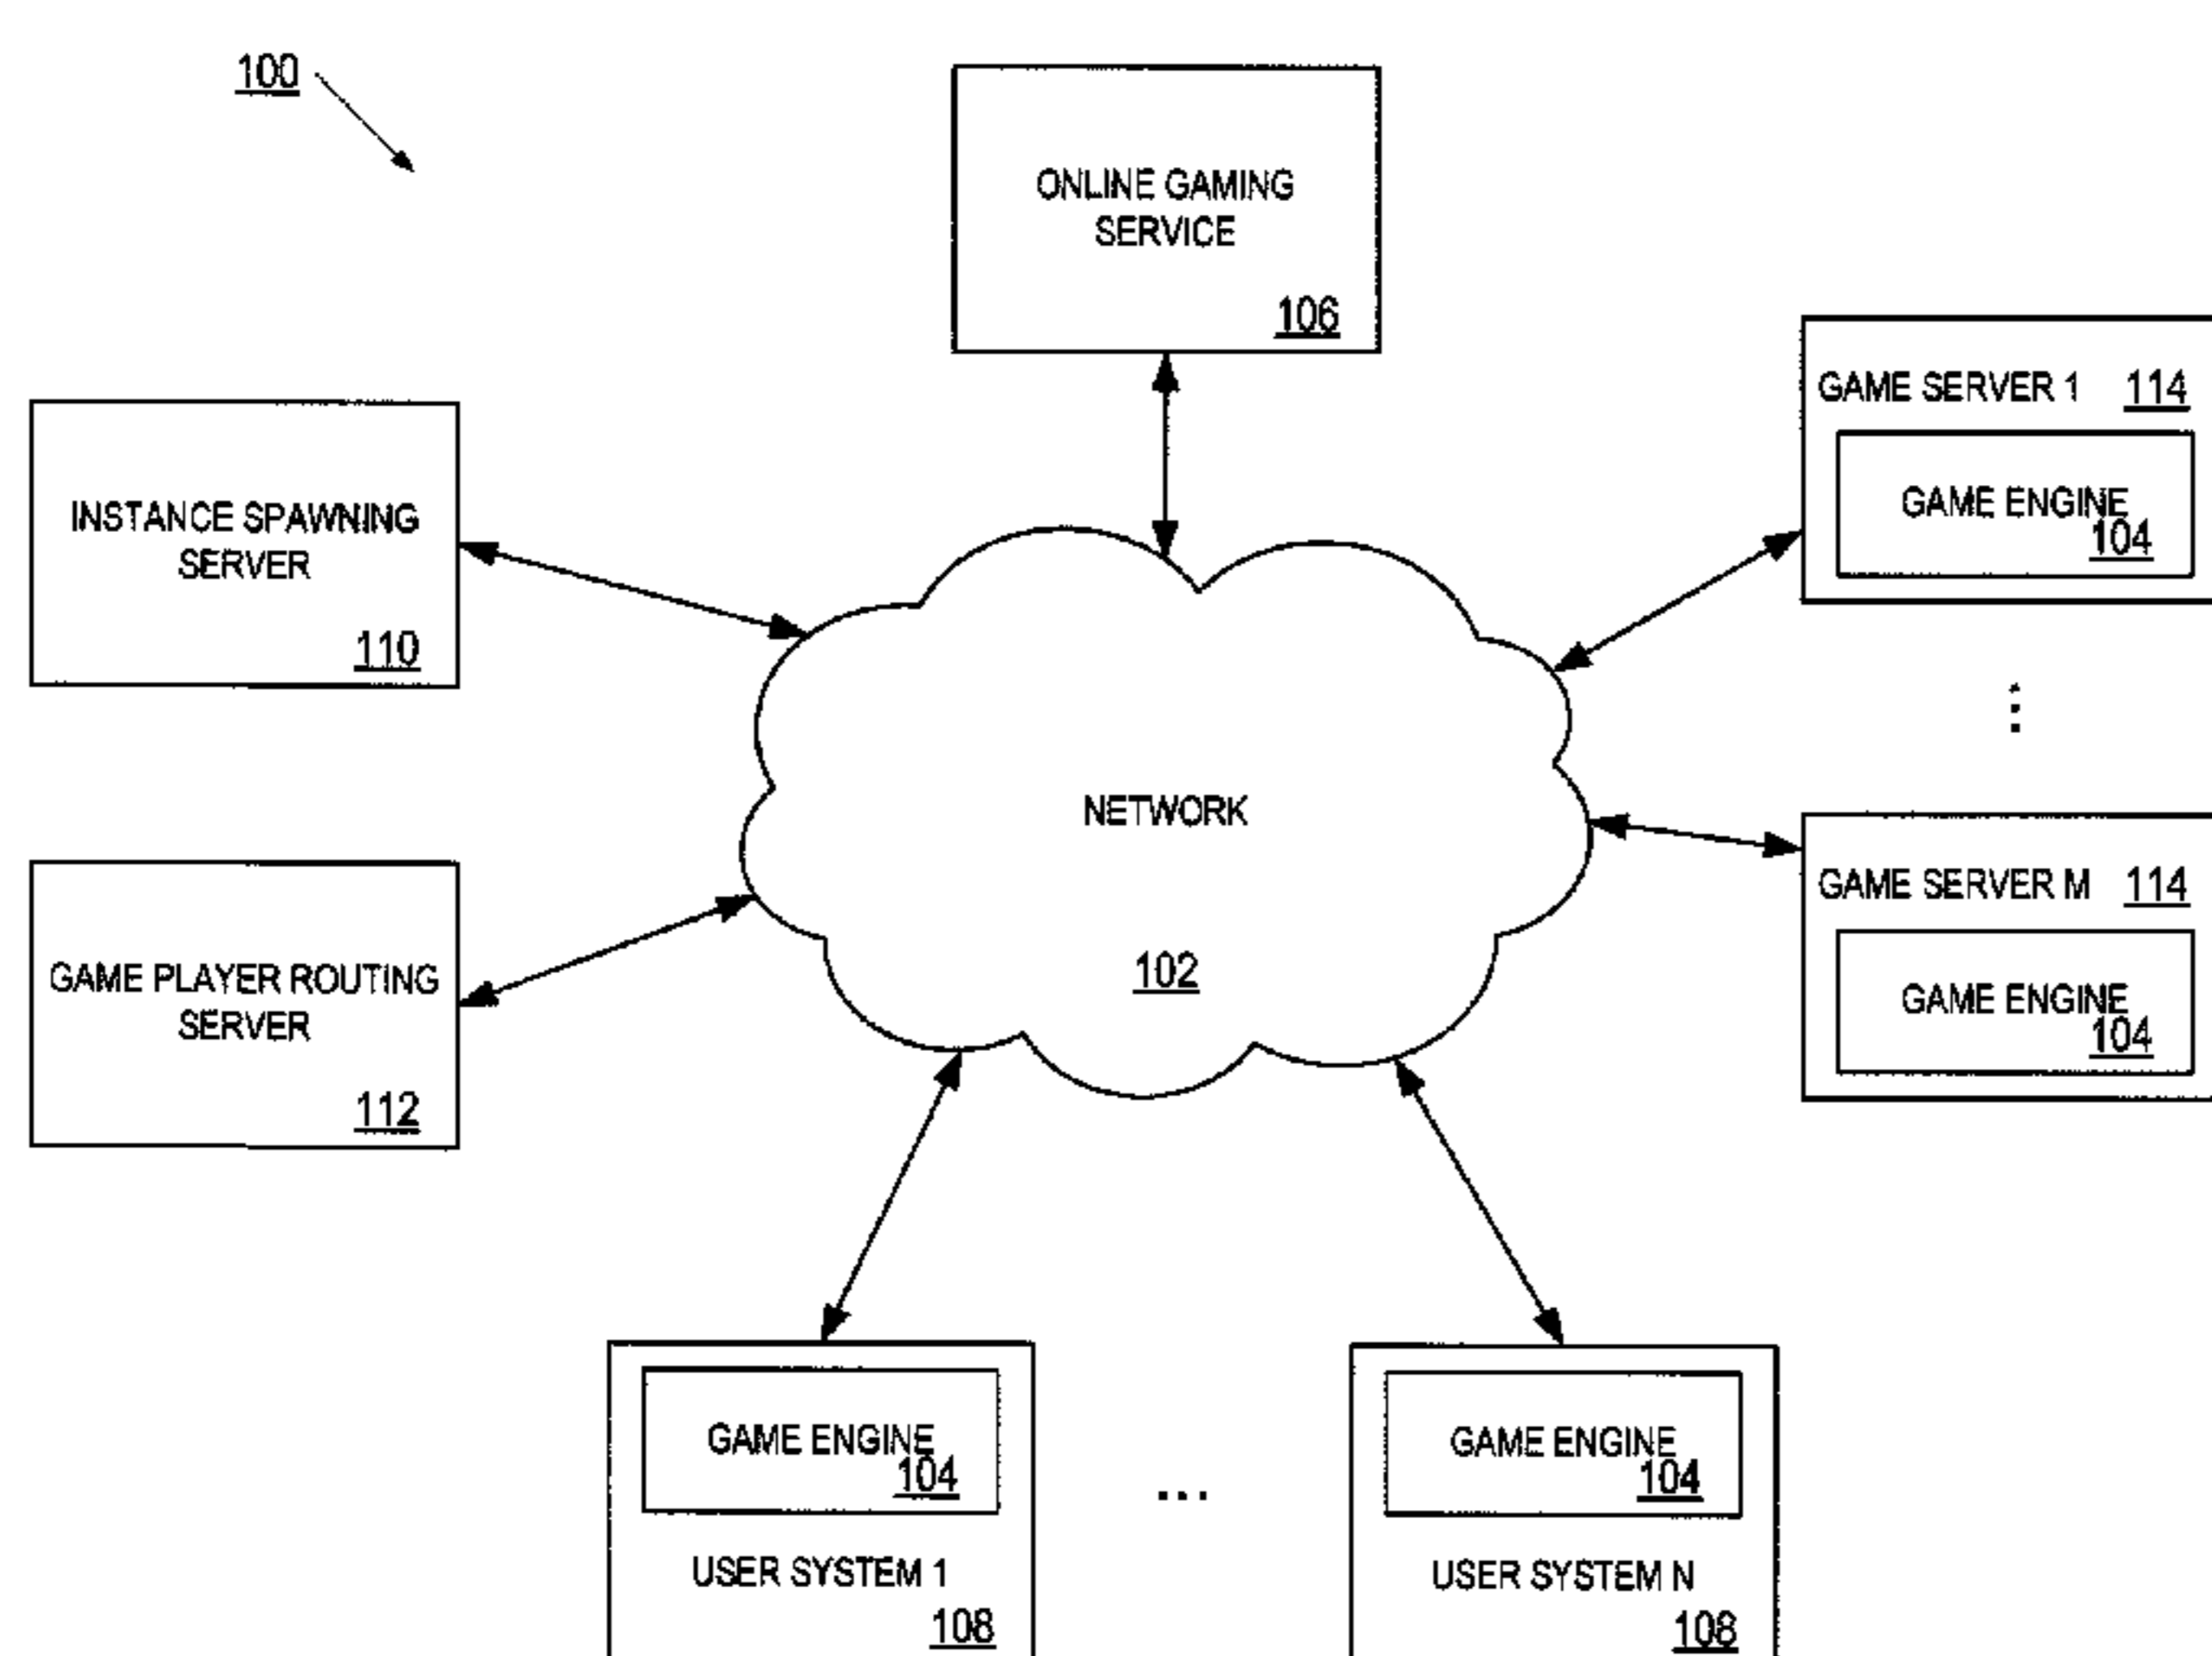 100
ONLINE GAMING
SERVICE
106
INSTANCE SPAWNING
SERVER
110
GAME SERVER 1 114
GAME ENGINE
104
⋮
NETWORK
102
GAME PLAYER ROUTING
SERVER
112
GAME SERVER M 114
GAME ENGINE
104
GAME ENGINE
104
USER SYSTEM 1
108
...
GAME ENGINE
104
USER SYSTEM N
108